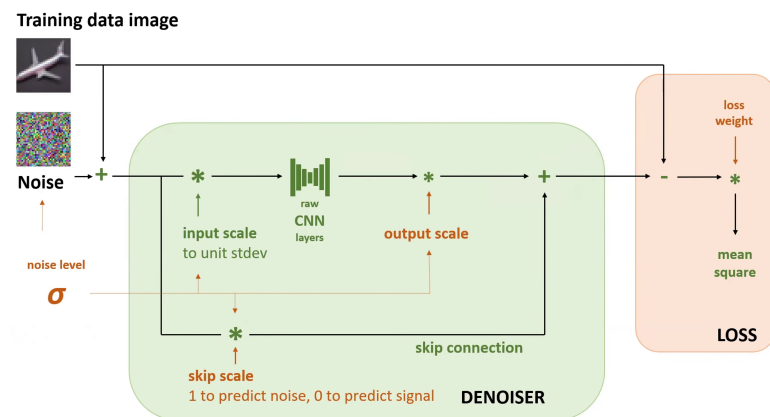 Training data image
Noise
+
noise level
σ
*
input scale
to unit stdev
raw
CNN
layers
*
output scale
+
*
skip connection
skip scale
1 to predict noise, 0 to predict signal
DENOISER
-
loss
weight
*
mean
square
LOSS